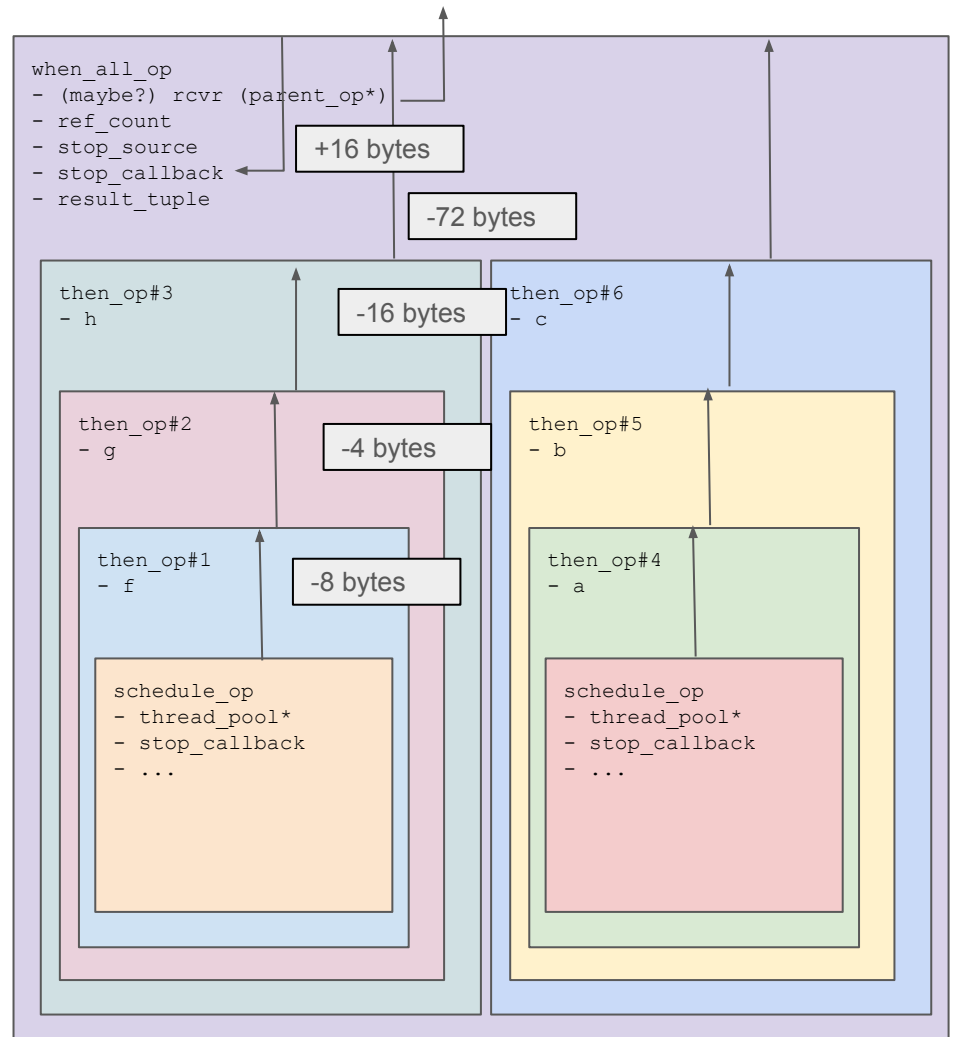 when_all_op
- (maybe?) rcvr (parent_op*)
- ref_count
- stop_source
- stop_callback
- result_tuple
+16 bytes
-72 bytes
then_op#3
- h
-16 bytes
then_op#2
- g
-4 bytes
then_op#1
- f
-8 bytes
schedule_op
- thread_pool*
- stop_callback
- ...
then_op#6
- c
then_op#5
- b
then_op#4
- a
schedule_op
- thread_pool*
- stop_callback
- ...